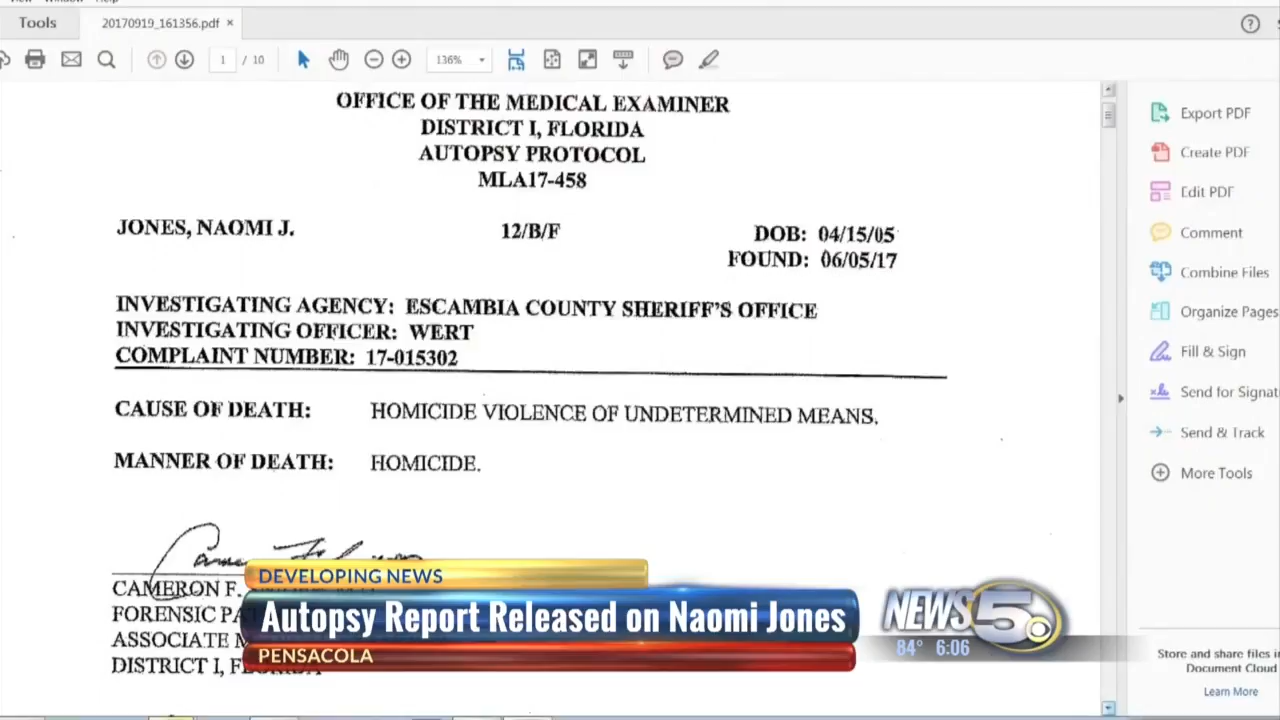 Tools
20170919_161356.pdf ×
1 / 10
136%
OFFICE OF THE MEDICAL EXAMINER
DISTRICT I, FLORIDA
AUTOPSY PROTOCOL
MLA17-458
JONES, NAOMI J. 12/B/F DOB: 04/15/05
FOUND: 06/05/17
INVESTIGATING AGENCY: ESCAMBIA COUNTY SHERIFF'S OFFICE
INVESTIGATING OFFICER: WERT
COMPLAINT NUMBER: 17-015302
CAUSE OF DEATH: HOMICIDE VIOLENCE OF UNDETERMINED MEANS.
MANNER OF DEATH: HOMICIDE.
CAMERON F.
FORENSIC
ASSOCIATE
DISTRICT I, FLORIDA
Export PDF
Create PDF
Edit PDF
Comment
Combine Files
Organize Pages
Fill & Sign
Send for Signat
Send & Track
More Tools
Store and share files in
Document Cloud
Learn More
DEVELOPING NEWS
Autopsy Report Released on Naomi Jones
PENSACOLA
NEWS 5
84° 6:06